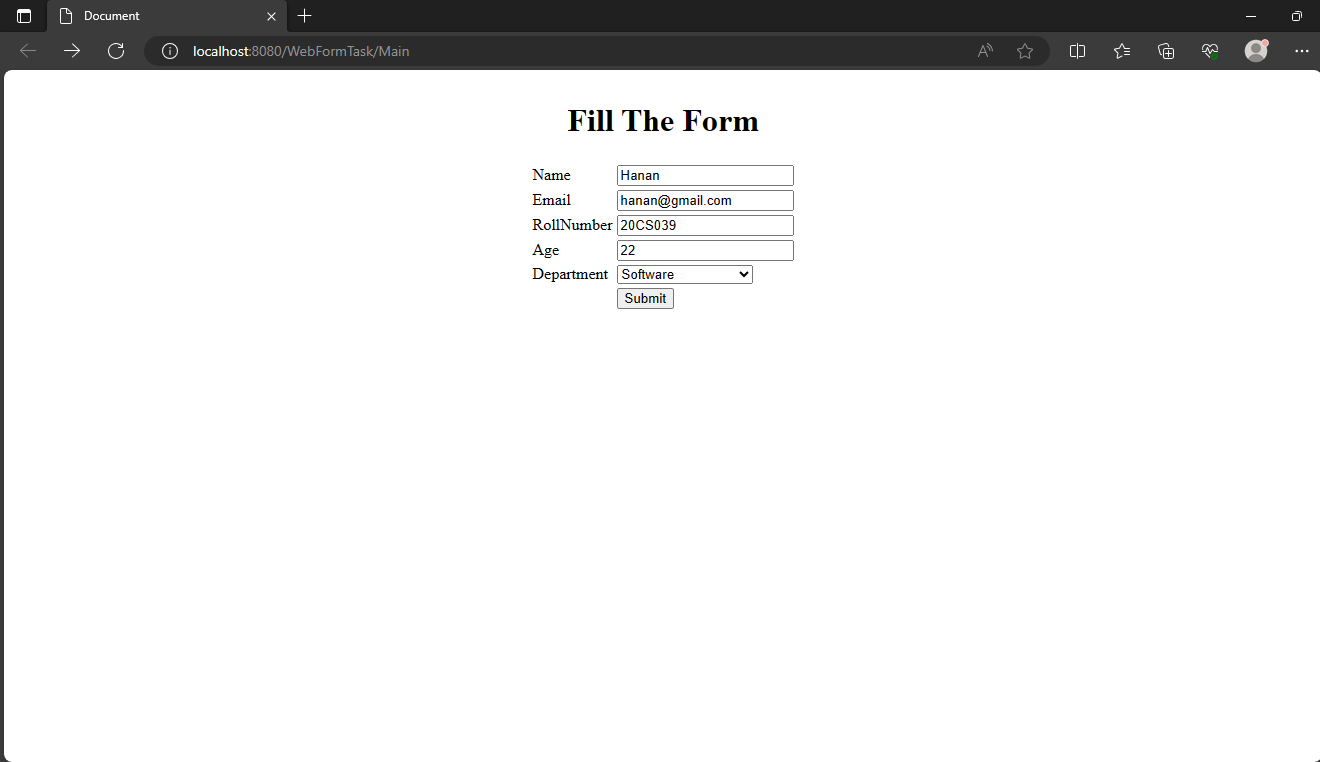 Document
localhost:8080/WebFormTask/Main
Fill The Form
Name Hanan
Email hanan@gmail.com
RollNumber 20CS039
Age 22
Department Software
Submit